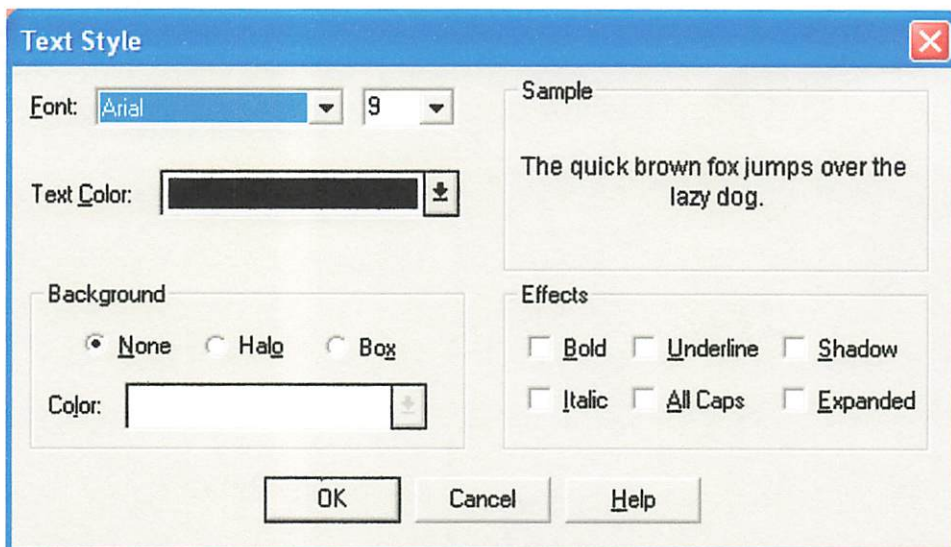 Text Style
Font: Arial 9
Sample
The quick brown fox jumps over the
lazy dog.
Text Color:
Background
None Halo Box
Color:
Effects
Bold Underline Shadow
Italic All Caps Expanded
OK Cancel Help